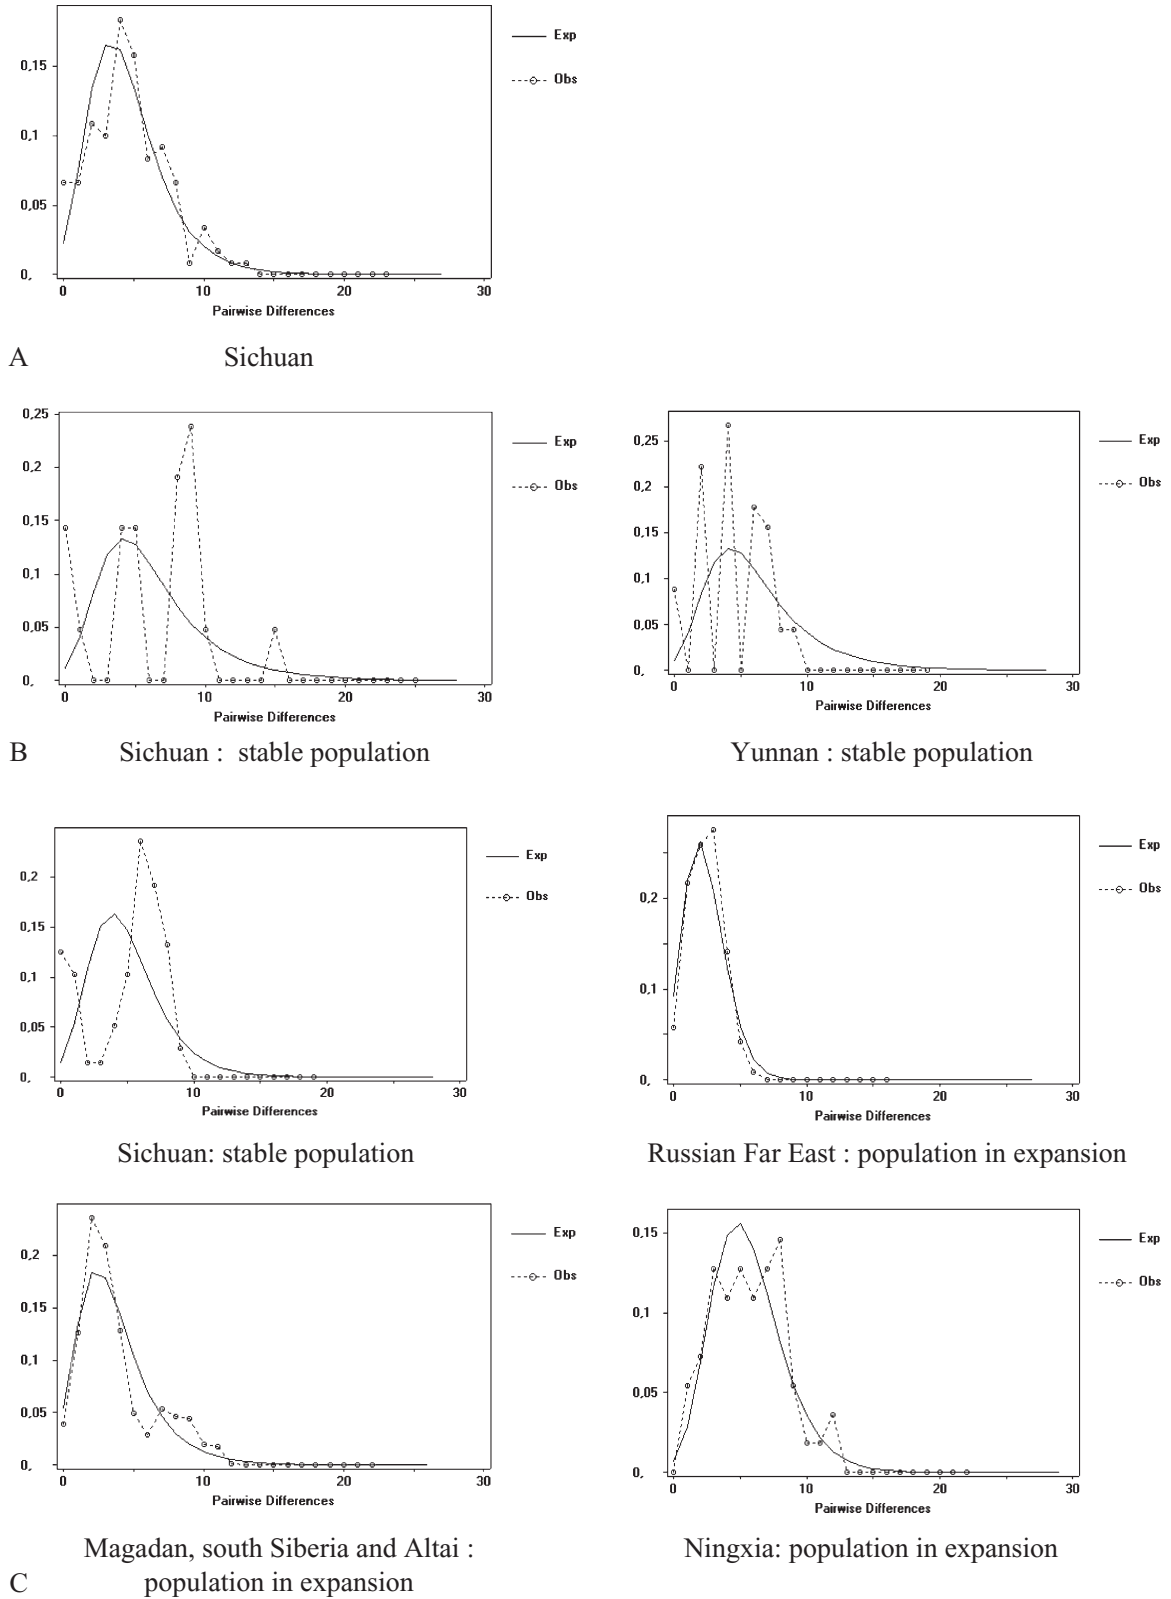 Exp
0,15
Obs
0,1
0,05
0,
0 10 20 30
Pairwise Differences
A Sichuan
0,25
Exp
0,2
Obs
0,15
0,1
0,05
0,
0 10 20 30
Pairwise Differences
0,25
Exp
0,2
Obs
0,15
0,1
0,05
0,
0 10 20 30
Pairwise Differences
B Sichuan : stable population
Yunnan : stable population
Exp
0,2
Obs
0,15
0,1
0,05
0,
0 10 20 30
Pairwise Differences
Sichuan: stable population
Exp
0,2
Obs
0,1
0,
0 10 20 30
Pairwise Differences
Russian Far East : population in expansion
Exp
0,2
Obs
0,15
0,1
0,05
0,
0 10 20 30
Pairwise Differences
Magadan, south Siberia and Altai :
C population in expansion
0,15
Exp
Obs
0,1
0,05
0,
0 10 20 30
Pairwise Differences
Ningxia: population in expansion